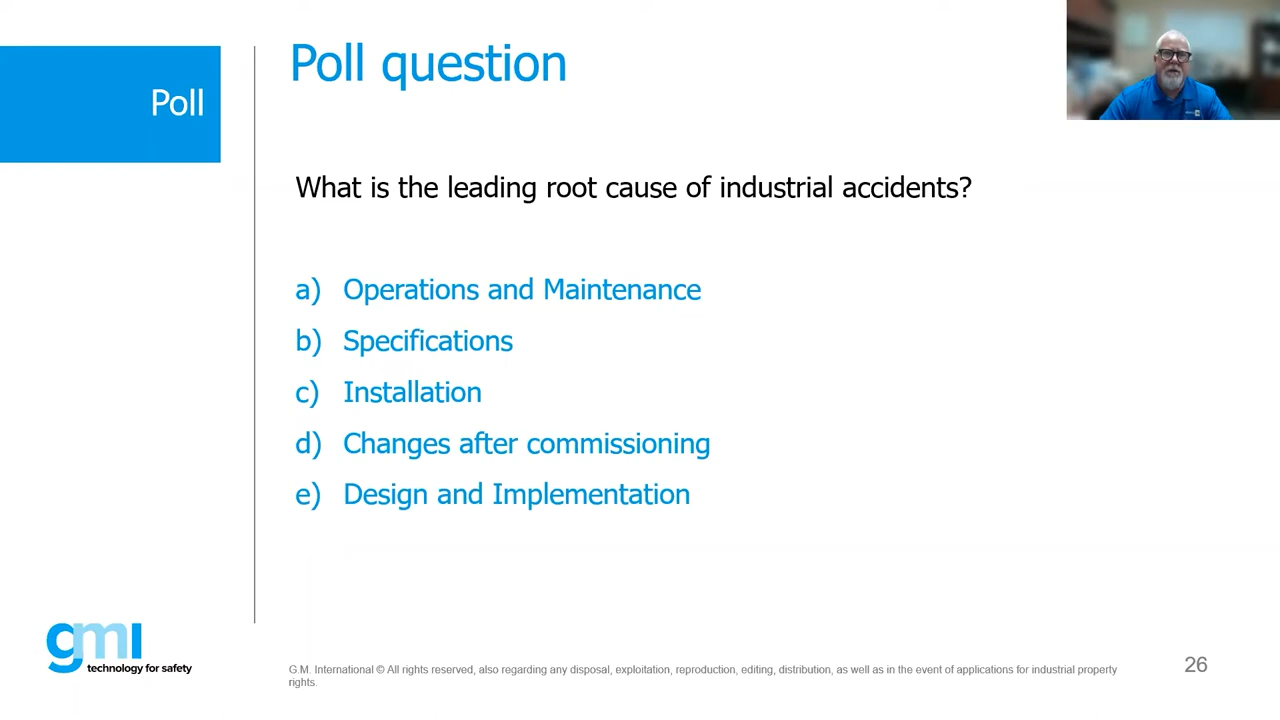 Poll
Poll question
What is the leading root cause of industrial accidents?
a) Operations and Maintenance
b) Specifications
c) Installation
d) Changes after commissioning
e) Design and Implementation
gmi
technology for safety
G.M. International © All rights reserved, also regarding any disposal, exploitation, reproduction, editing, distribution, as well as in the event of applications for industrial property
rights.
26